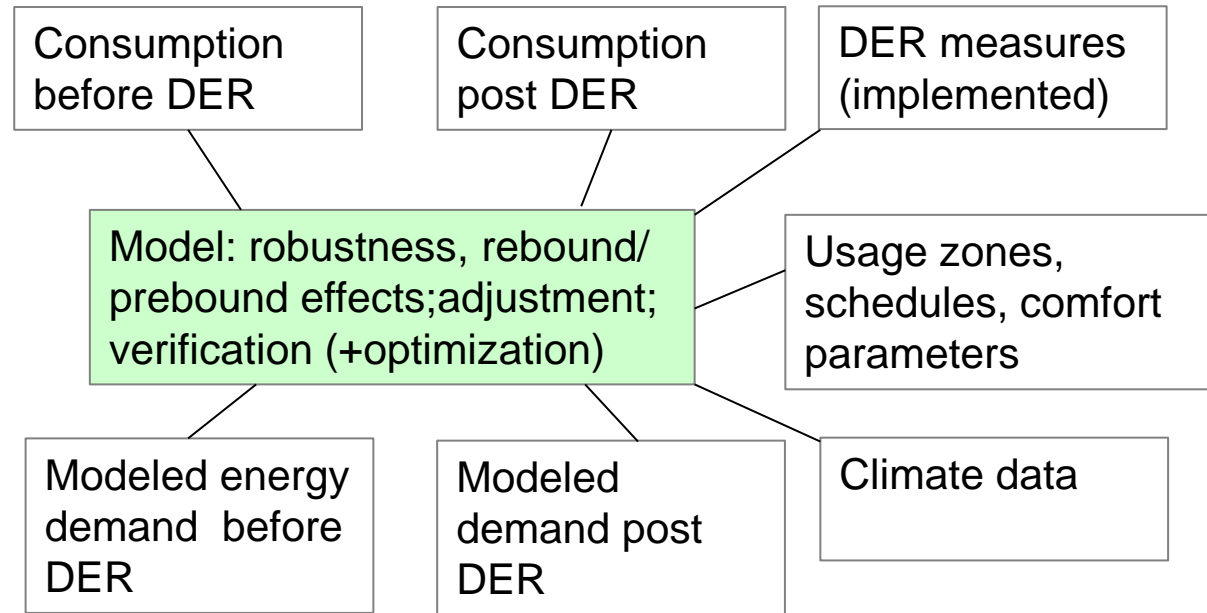 Consumption
before DER
Consumption
post DER
DER measures
(implemented)
Model: robustness, rebound/
prebound effects;adjustment;
verification (+optimization)
Usage zones,
schedules, comfort
parameters
Modeled energy
demand before
DER
Modeled
demand post
DER
Climate data